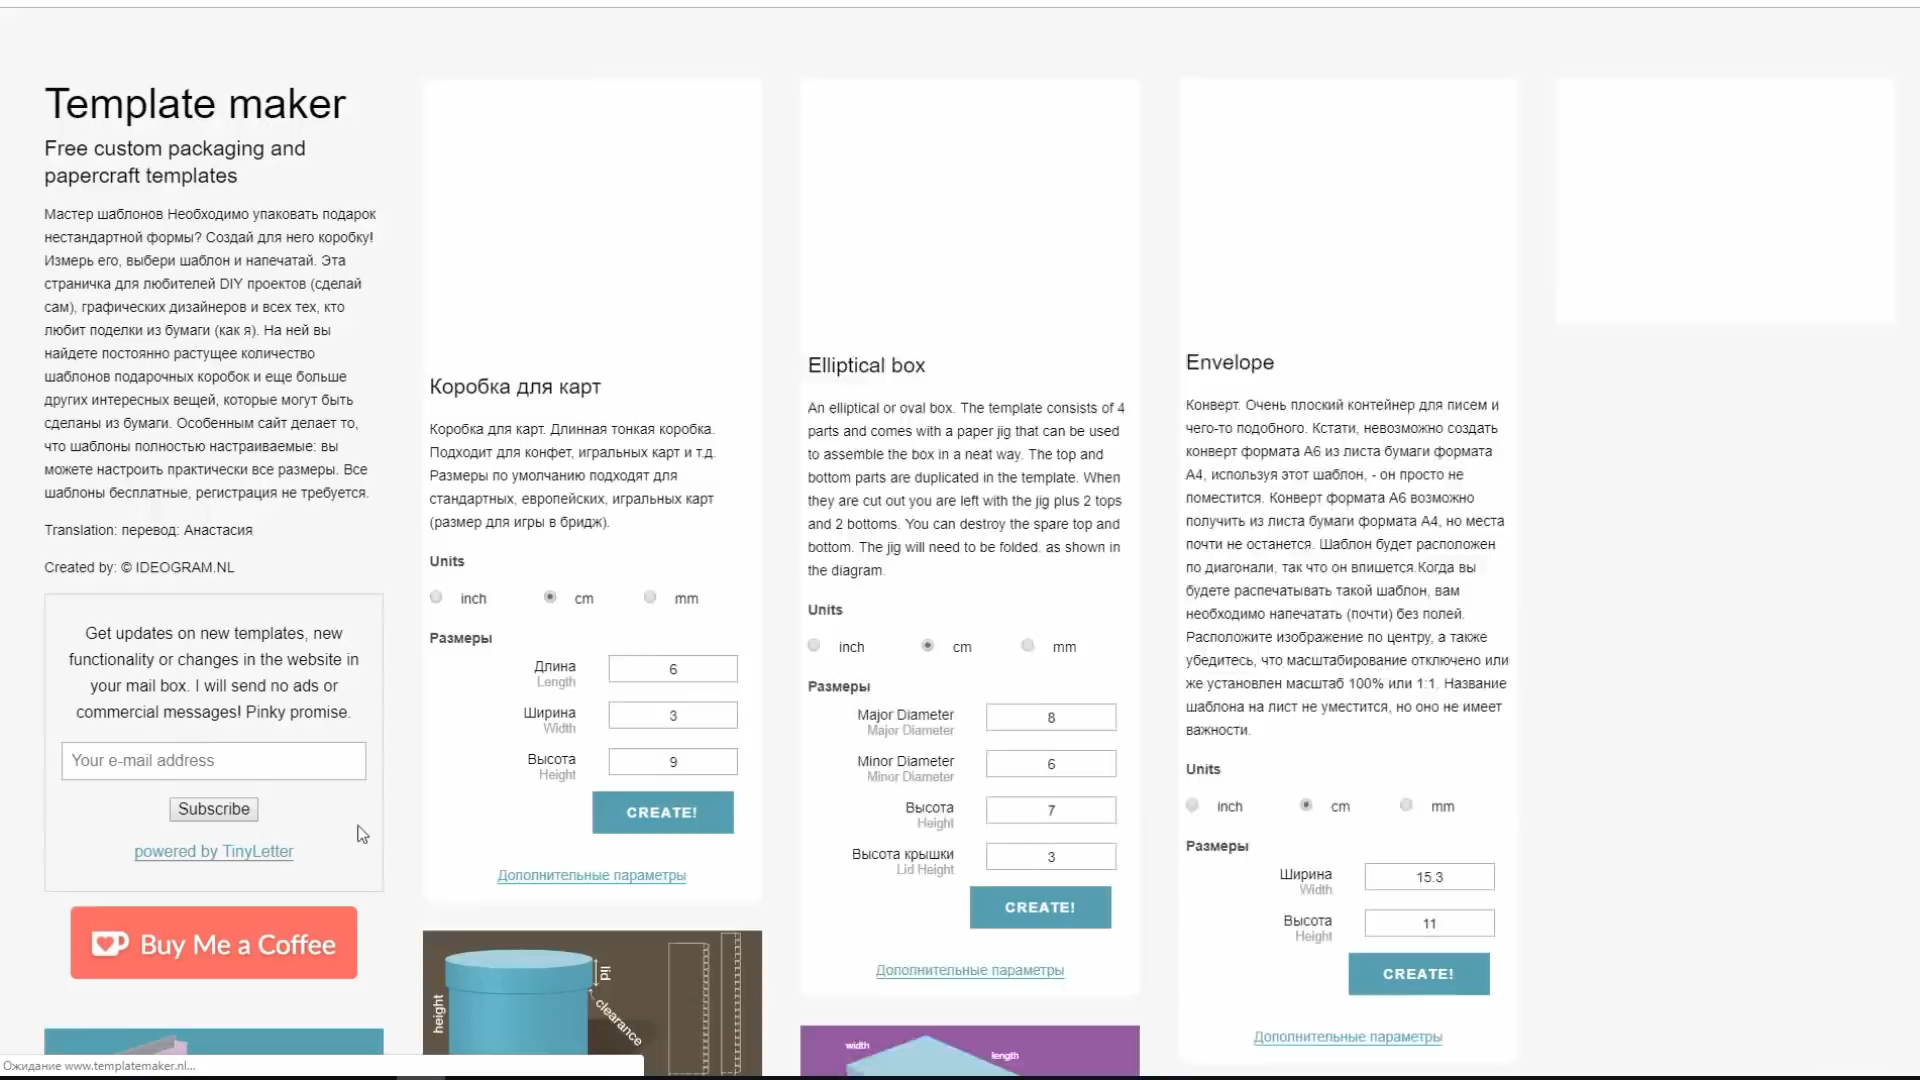 Template maker
Free custom packaging and
papercraft templates
Мастер шаблонов Необходимо упаковать подарок
нестандартной формы? Создай для него коробку!
Измерь его, выбери шаблон и напечатай. Эта
страничка для любителей DIY проектов (сделай
сам), графических дизайнеров и всех тех, кто
любит поделки из бумаги (как я). На ней вы
найдете постоянно растущее количество
шаблонов подарочных коробок и еще больше
других интересных вещей, которые могут быть
сделаны из бумаги. Особенным сайт делает то,
что шаблоны полностью настраиваемые: вы
можете настроить практически все размеры. Все
шаблоны бесплатные, регистрация не требуется.
Translation: перевод: Анастасия
Created by: © IDEOGRAM.NL
Get updates on new templates, new
functionality or changes in the website in
your mail box. I will send no ads or
commercial messages! Pinky promise.
Your e-mail address
Subscribe
powered by TinyLetter
Buy Me a Coffee
Ожидание www.templatemaker.nl...
Коробка для карт
Коробка для карт. Длинная тонкая коробка.
Подходит для конфет, игральных карт и т.д.
Размеры по умолчанию подходят для
стандартных, европейских, игральных карт
(размер для игры в бридж).
Units
inch cm mm
Размеры
Длина 6
Length
Ширина 3
Width
Высота 9
Height
CREATE!
Дополнительные параметры
lid
height
clearance
Elliptical box
An elliptical or oval box. The template consists of 4
parts and comes with a paper jig that can be used
to assemble the box in a neat way. The top and
bottom parts are duplicated in the template. When
they are cut out you are left with the jig plus 2 tops
and 2 bottoms. You can destroy the spare top and
bottom. The jig will need to be folded. as shown in
the diagram.
Units
inch cm mm
Размеры
Major Diameter 8
Major Diameter
Minor Diameter 6
Minor Diameter
Высота 7
Height
Высота крышки 3
Lid Height
CREATE!
Дополнительные параметры
width
length
Envelope
Конверт. Очень плоский контейнер для писем и
чего-то подобного. Кстати, невозможно создать
конверт формата А6 из листа бумаги формата
А4, используя этот шаблон, - он просто не
поместится. Конверт формата А6 возможно
получить из листа бумаги формата А4, но места
почти не останется. Шаблон будет расположен
по диагонали, так что он впишется.Когда вы
будете распечатывать такой шаблон, вам
необходимо напечатать (почти) без полей.
Расположите изображение по центру, а также
убедитесь, что масштабирование отключено или
же установлен масштаб 100% или 1:1. Название
шаблона на лист не уместится, но оно не имеет
важности.
Units
inch cm mm
Размеры
Ширина 15.3
Width
Высота 11
Height
CREATE!
Дополнительные параметры